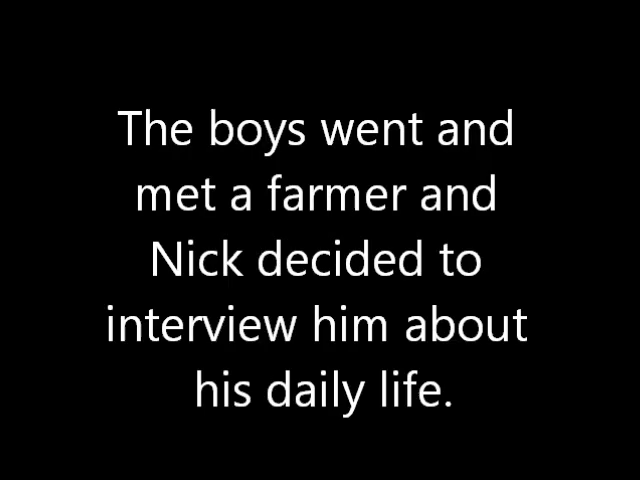 The boys went and
met a farmer and
Nick decided to
interview him about
his daily life.